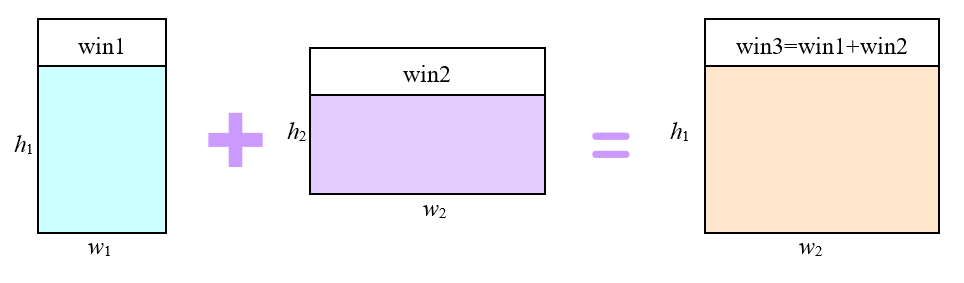 win1
h₁
w₁
+
win2
h₂
w₂
=
win3=win1+win2
h₁
w₂